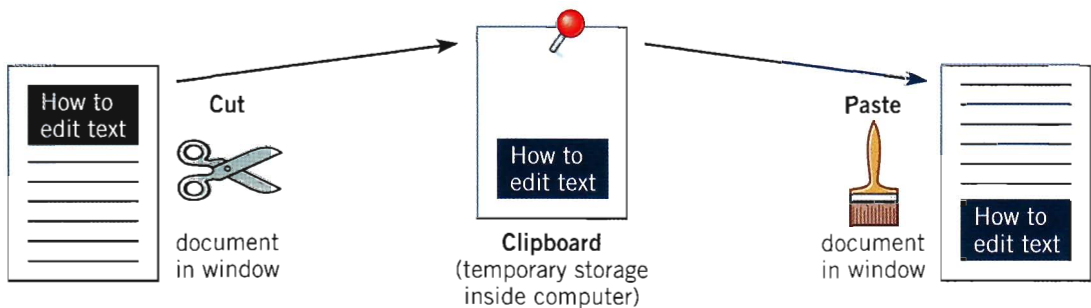 How to
edit text
Cut
document
in window
How to
edit text
Clipboard
(temporary storage
inside computer)
Paste
document
in window
How to
edit text